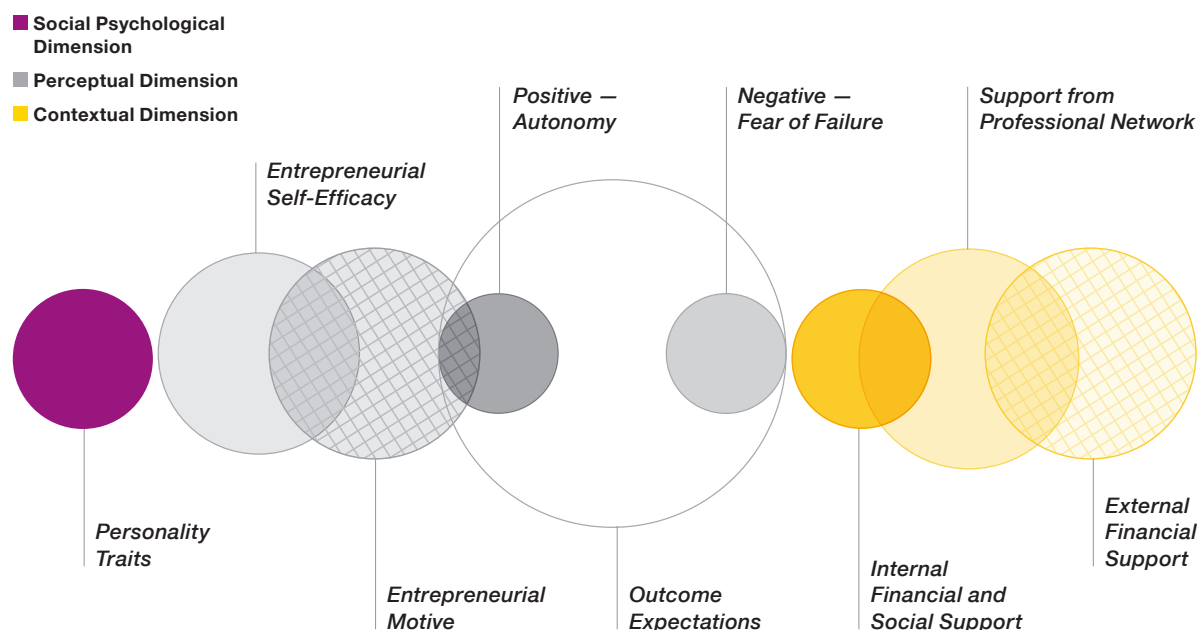 Social Psychological
Dimension
Perceptual Dimension
Contextual Dimension
Positive —
Autonomy
Negative —
Fear of Failure
Support from
Professional Network
Entrepreneurial
Self-Efficacy
Personality
Traits
Entrepreneurial
Motive
Outcome
Expectations
Internal
Financial and
Social Support
External
Financial
Support